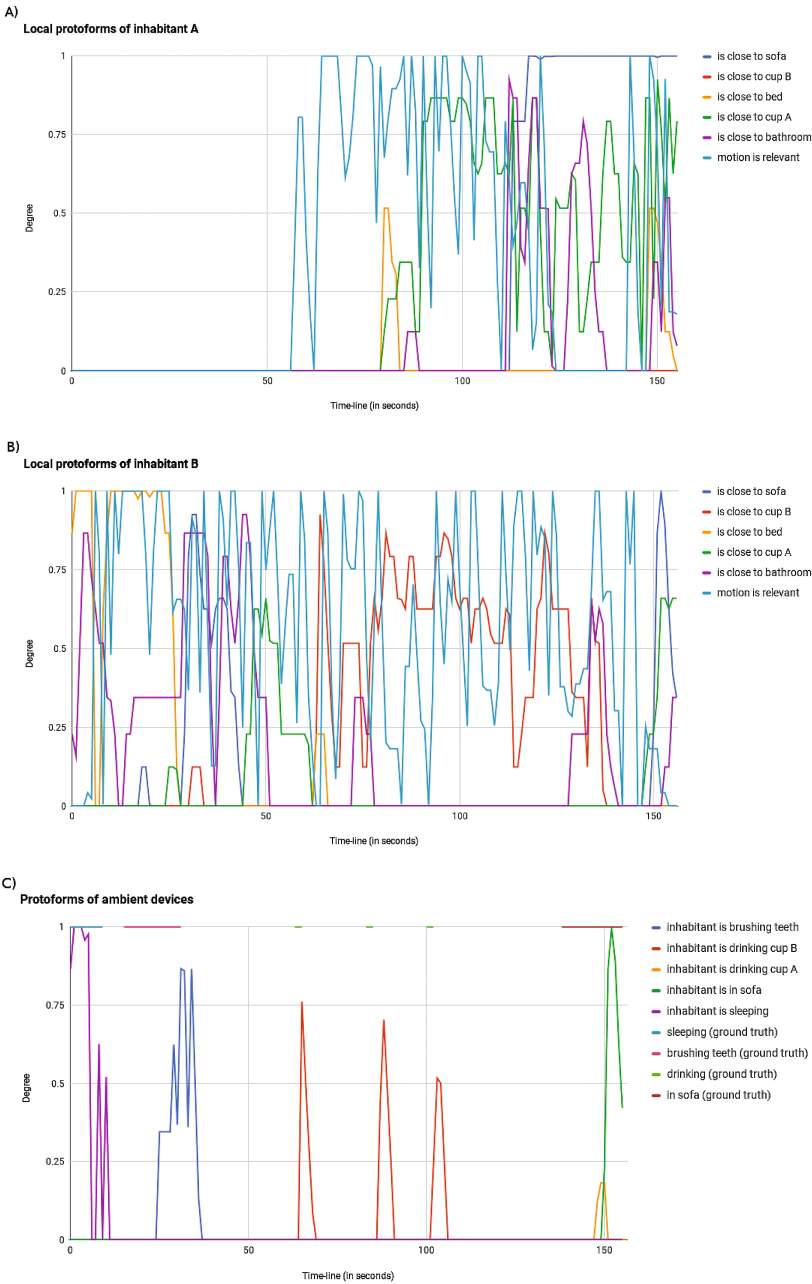 A)
Local protoforms of inhabitant A
1
0.75
0.5
0.25
0
Degree
0
50
100
150
Time-line (in seconds)
is close to sofa
is close to cup B
is close to bed
is close to cup A
is close to bathroom
motion is relevant
B)
Local protoforms of inhabitant B
1
0.75
0.5
0.25
0
Degree
0
50
100
150
Time-line (in seconds)
is close to sofa
is close to cup B
is close to bed
is close to cup A
is close to bathroom
motion is relevant
C)
Protoforms of ambient devices
1
0.75
0.5
0.25
0
Degree
0
50
100
150
Time-line (in seconds)
inhabitant is brushing teeth
inhabitant is drinking cup B
inhabitant is drinking cup A
inhabitant is in sofa
inhabitant is sleeping
sleeping (ground truth)
brushing teeth (ground truth)
drinking (ground truth)
in sofa (ground truth)